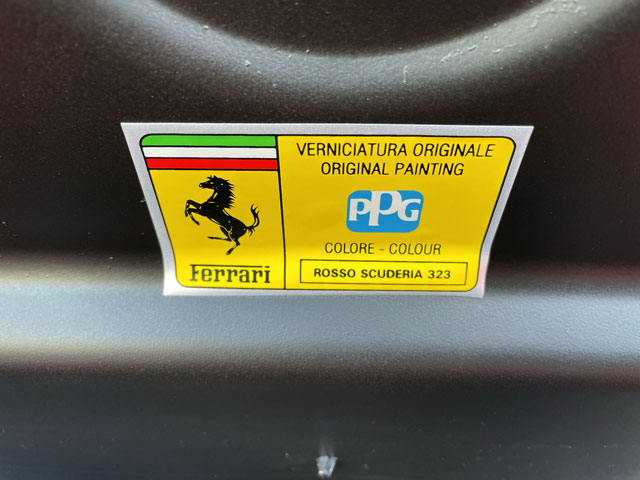 VERNICIATURA ORIGINALE
ORIGINAL PAINTING
PPG
COLORE - COLOUR
Ferrari
ROSSO SCUDERIA 323